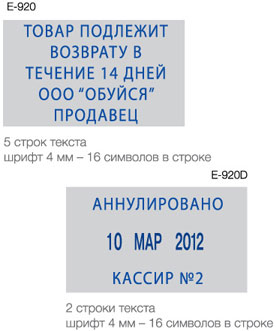 E-920
ТОВАР ПОДЛЕЖИТ
ВОЗВРАТУ В
ТЕЧЕНИЕ 14 ДНЕЙ
ООО "ОБУЙСЯ"
ПРОДАВЕЦ
5 строк текста
шрифт 4 мм – 16 символов в строке
E-920D
АННУЛИРОВАНО
10 МАР 2012
КАССИР №2
2 строки текста
шрифт 4 мм – 16 символов в строке